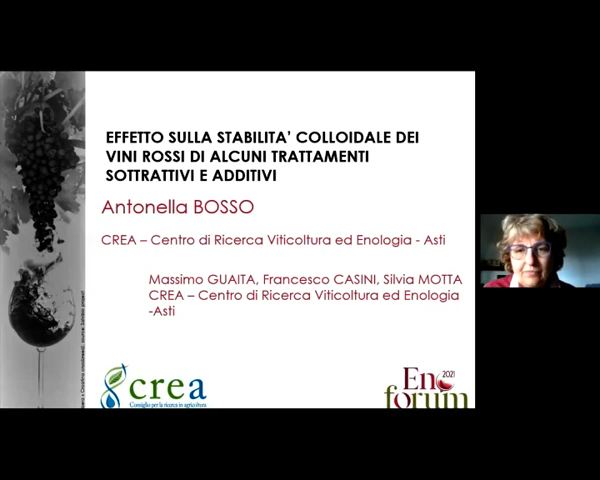 EFFETTO SULLA STABILITA’ COLLOIDALE DEI
VINI ROSSI DI ALCUNI TRATTAMENTI
SOTTRATTIVI E ADDITIVI
Antonella BOSSO
CREA – Centro di Ricerca Viticoltura ed Enologia - Asti
Massimo GUAITA, Francesco CASINI, Silvia MOTTA
CREA – Centro di Ricerca Viticoltura ed Enologia
-Asti
crea
Consiglio per la ricerca in agricoltura
Eno
2021
forum